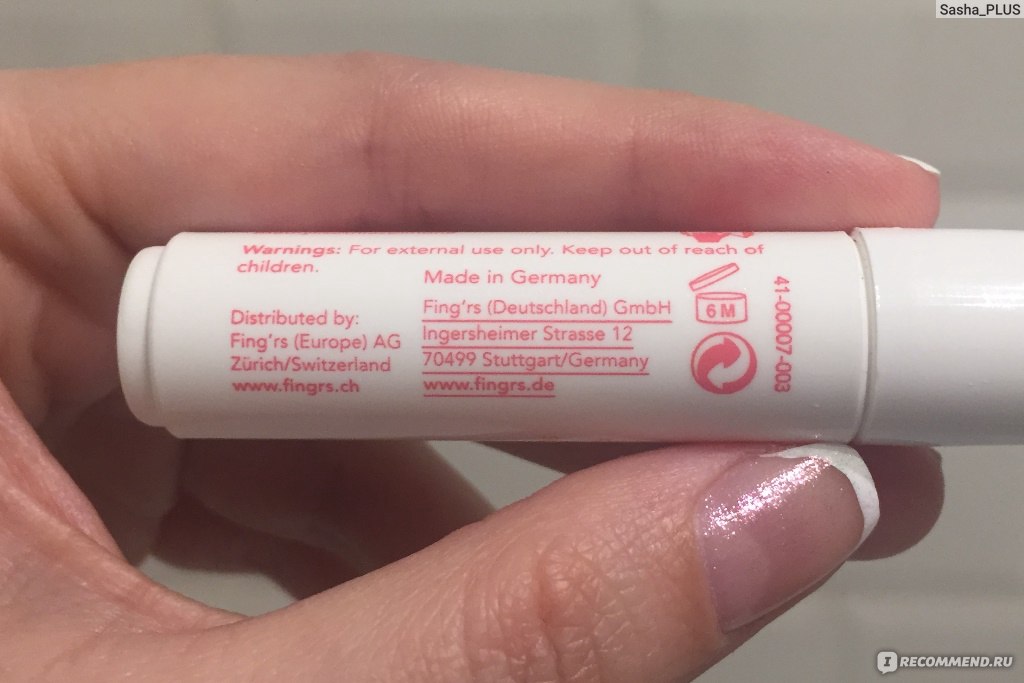 Sasha_PLUS
Warnings: For external use only. Keep out of reach of
children.
Made in Germany
Fing'rs (Deutschland) GmbH
Ingersheimer Strasse 12
70499 Stuttgart/Germany
www.fingrs.de
Distributed by:
Fing'rs (Europe) AG
Zürich/Switzerland
www.fingrs.ch
6 M
41-00007-003
I RECOMMEND.RU